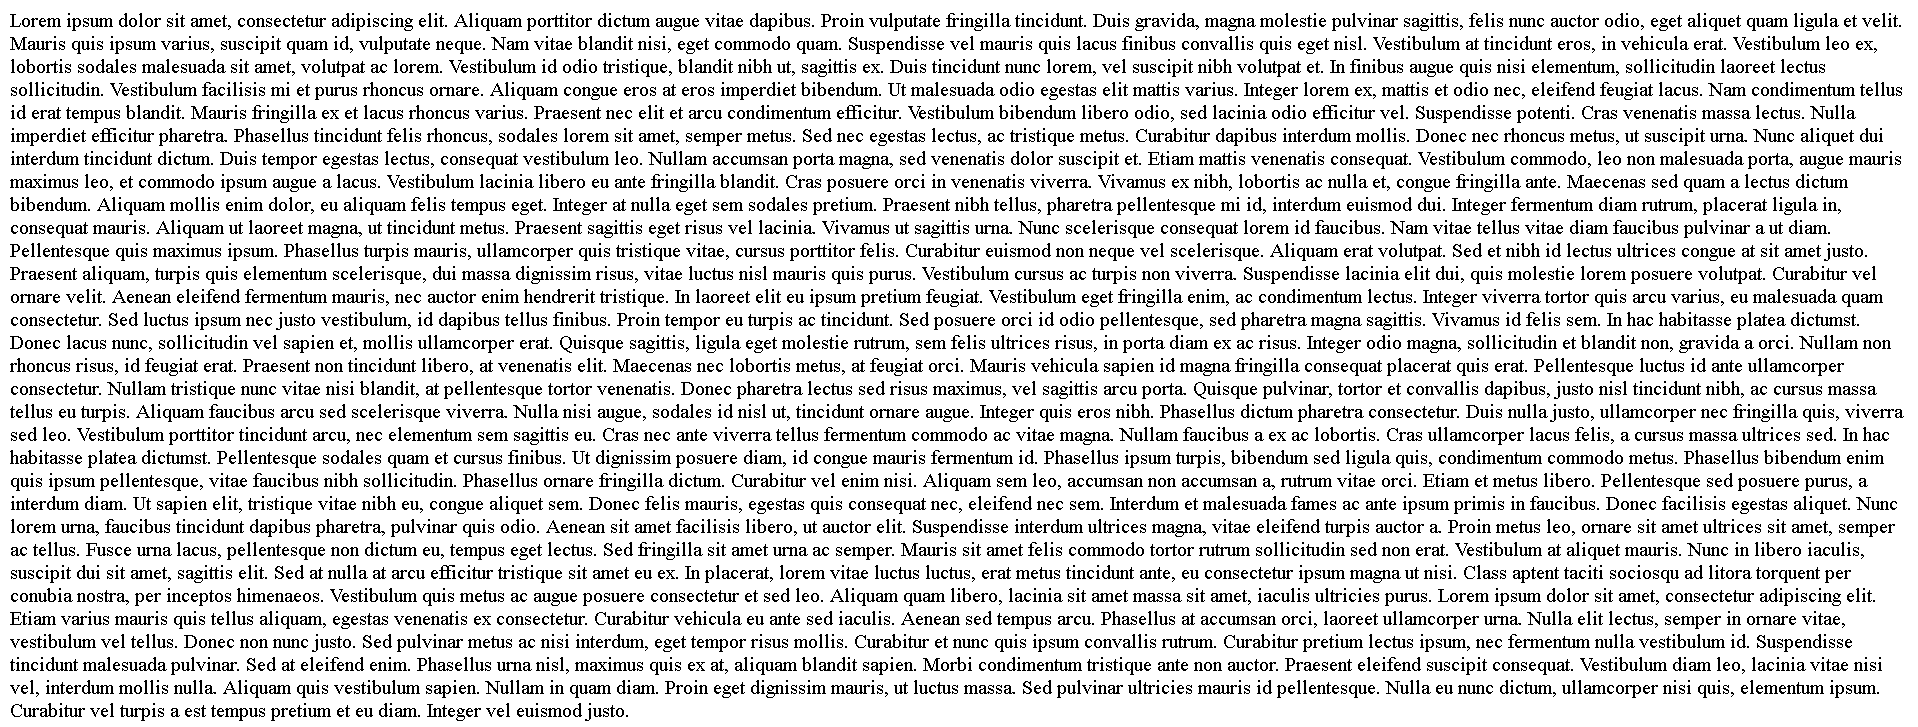 Lorem ipsum dolor sit amet, consectetur adipiscing elit. Aliquam porttitor dictum augue vitae dapibus. Proin vulputate fringilla tincidunt. Duis gravida, magna molestie pulvinar sagittis, felis nunc auctor odio, eget aliquet quam ligula et velit.
Mauris quis ipsum varius, suscipit quam id, vulputate neque. Nam vitae blandit nisi, eget commodo quam. Suspendisse vel mauris quis lacus finibus convallis quis eget nisl. Vestibulum at tincidunt eros, in vehicula erat. Vestibulum leo ex,
lobortis sodales malesuada sit amet, volutpat ac lorem. Vestibulum id odio tristique, blandit nibh ut, sagittis ex. Duis tincidunt nunc lorem, vel suscipit nibh volutpat et. In finibus augue quis nisi elementum, sollicitudin laoreet lectus
sollicitudin. Vestibulum facilisis mi et purus rhoncus ornare. Aliquam congue eros at eros imperdiet bibendum. Ut malesuada odio egestas elit mattis varius. Integer lorem ex, mattis et odio nec, eleifend feugiat lacus. Nam condimentum tellus
id erat tempus blandit. Mauris fringilla ex et lacus rhoncus varius. Praesent nec elit et arcu condimentum efficitur. Vestibulum bibendum libero odio, sed lacinia odio efficitur vel. Suspendisse potenti. Cras venenatis massa lectus. Nulla
imperdiet efficitur pharetra. Phasellus tincidunt felis rhoncus, sodales lorem sit amet, semper metus. Sed nec egestas lectus, ac tristique metus. Curabitur dapibus interdum mollis. Donec nec rhoncus metus, ut suscipit urna. Nunc aliquet dui
interdum tincidunt dictum. Duis tempor egestas lectus, consequat vestibulum leo. Nullam accumsan porta magna, sed venenatis dolor suscipit et. Etiam mattis venenatis consequat. Vestibulum commodo, leo non malesuada porta, augue mauris
maximus leo, et commodo ipsum augue a lacus. Vestibulum lacinia libero eu ante fringilla blandit. Cras posuere orci in venenatis viverra. Vivamus ex nibh, lobortis ac nulla et, congue fringilla ante. Maecenas sed quam a lectus dictum
bibendum. Aliquam mollis enim dolor, eu aliquam felis tempus eget. Integer at nulla eget sem sodales pretium. Praesent nibh tellus, pharetra pellentesque mi id, interdum euismod dui. Integer fermentum diam rutrum, placerat ligula in,
consequat mauris. Aliquam ut laoreet magna, ut tincidunt metus. Praesent sagittis eget risus vel lacinia. Vivamus ut sagittis urna. Nunc scelerisque consequat lorem id faucibus. Nam vitae tellus vitae diam faucibus pulvinar a ut diam.
Pellentesque quis maximus ipsum. Phasellus turpis mauris, ullamcorper quis tristique vitae, cursus porttitor felis. Curabitur euismod non neque vel scelerisque. Aliquam erat volutpat. Sed et nibh id lectus ultrices congue at sit amet justo.
Praesent aliquam, turpis quis elementum scelerisque, dui massa dignissim risus, vitae luctus nisl mauris quis purus. Vestibulum cursus ac turpis non viverra. Suspendisse lacinia elit dui, quis molestie lorem posuere volutpat. Curabitur vel
ornare velit. Aenean eleifend fermentum mauris, nec auctor enim hendrerit tristique. In laoreet elit eu ipsum pretium feugiat. Vestibulum eget fringilla enim, ac condimentum lectus. Integer viverra tortor quis arcu varius, eu malesuada quam
consectetur. Sed luctus ipsum nec justo vestibulum, id dapibus tellus finibus. Proin tempor eu turpis ac tincidunt. Sed posuere orci id odio pellentesque, sed pharetra magna sagittis. Vivamus id felis sem. In hac habitasse platea dictumst.
Donec lacus nunc, sollicitudin vel sapien et, mollis ullamcorper erat. Quisque sagittis, ligula eget molestie rutrum, sem felis ultrices risus, in porta diam ex ac risus. Integer odio magna, sollicitudin et blandit non, gravida a orci. Nullam non
rhoncus risus, id feugiat erat. Praesent non tincidunt libero, at venenatis elit. Maecenas nec lobortis metus, at feugiat orci. Mauris vehicula sapien id magna fringilla consequat placerat quis erat. Pellentesque luctus id ante ullamcorper
consectetur. Nullam tristique nunc vitae nisi blandit, at pellentesque tortor venenatis. Donec pharetra lectus sed risus maximus, vel sagittis arcu porta. Quisque pulvinar, tortor et convallis dapibus, justo nisl tincidunt nibh, ac cursus massa
tellus eu turpis. Aliquam faucibus arcu sed scelerisque viverra. Nulla nisi augue, sodales id nisl ut, tincidunt ornare augue. Integer quis eros nibh. Phasellus dictum pharetra consectetur. Duis nulla justo, ullamcorper nec fringilla quis, viverra
sed leo. Vestibulum porttitor tincidunt arcu, nec elementum sem sagittis eu. Cras nec ante viverra tellus fermentum commodo ac vitae magna. Nullam faucibus a ex ac lobortis. Cras ullamcorper lacus felis, a cursus massa ultrices sed. In hac
habitasse platea dictumst. Pellentesque sodales quam et cursus finibus. Ut dignissim posuere diam, id congue mauris fermentum id. Phasellus ipsum turpis, bibendum sed ligula quis, condimentum commodo metus. Phasellus bibendum enim
quis ipsum pellentesque, vitae faucibus nibh sollicitudin. Phasellus ornare fringilla dictum. Curabitur vel enim nisi. Aliquam sem leo, accumsan non accumsan a, rutrum vitae orci. Etiam et metus libero. Pellentesque sed posuere purus, a
interdum diam. Ut sapien elit, tristique vitae nibh eu, congue aliquet sem. Donec felis mauris, egestas quis consequat nec, eleifend nec sem. Interdum et malesuada fames ac ante ipsum primis in faucibus. Donec facilisis egestas aliquet. Nunc
lorem urna, faucibus tincidunt dapibus pharetra, pulvinar quis odio. Aenean sit amet facilisis libero, ut auctor elit. Suspendisse interdum ultrices magna, vitae eleifend turpis auctor a. Proin metus leo, ornare sit amet ultrices sit amet, semper
ac tellus. Fusce urna lacus, pellentesque non dictum eu, tempus eget lectus. Sed fringilla sit amet urna ac semper. Mauris sit amet felis commodo tortor rutrum sollicitudin sed non erat. Vestibulum at aliquet mauris. Nunc in libero iaculis,
suscipit dui sit amet, sagittis elit. Sed at nulla at arcu efficitur tristique sit amet eu ex. In placerat, lorem vitae luctus luctus, erat metus tincidunt ante, eu consectetur ipsum magna ut nisi. Class aptent taciti sociosqu ad litora torquent per
conubia nostra, per inceptos himenaeos. Vestibulum quis metus ac augue posuere consectetur et sed leo. Aliquam quam libero, lacinia sit amet massa sit amet, iaculis ultricies purus. Lorem ipsum dolor sit amet, consectetur adipiscing elit.
Etiam varius mauris quis tellus aliquam, egestas venenatis ex consectetur. Curabitur vehicula eu ante sed iaculis. Aenean sed tempus arcu. Phasellus at accumsan orci, laoreet ullamcorper urna. Nulla elit lectus, semper in ornare vitae,
vestibulum vel tellus. Donec non nunc justo. Sed pulvinar metus ac nisi interdum, eget tempor risus mollis. Curabitur et nunc quis ipsum convallis rutrum. Curabitur pretium lectus ipsum, nec fermentum nulla vestibulum id. Suspendisse
tincidunt malesuada pulvinar. Sed at eleifend enim. Phasellus urna nisl, maximus quis ex at, aliquam blandit sapien. Morbi condimentum tristique ante non auctor. Praesent eleifend suscipit consequat. Vestibulum diam leo, lacinia vitae nisi
vel, interdum mollis nulla. Aliquam quis vestibulum sapien. Nullam in quam diam. Proin eget dignissim mauris, ut luctus massa. Sed pulvinar ultricies mauris id pellentesque. Nulla eu nunc dictum, ullamcorper nisi quis, elementum ipsum.
Curabitur vel turpis a est tempus pretium et eu diam. Integer vel euismod justo.